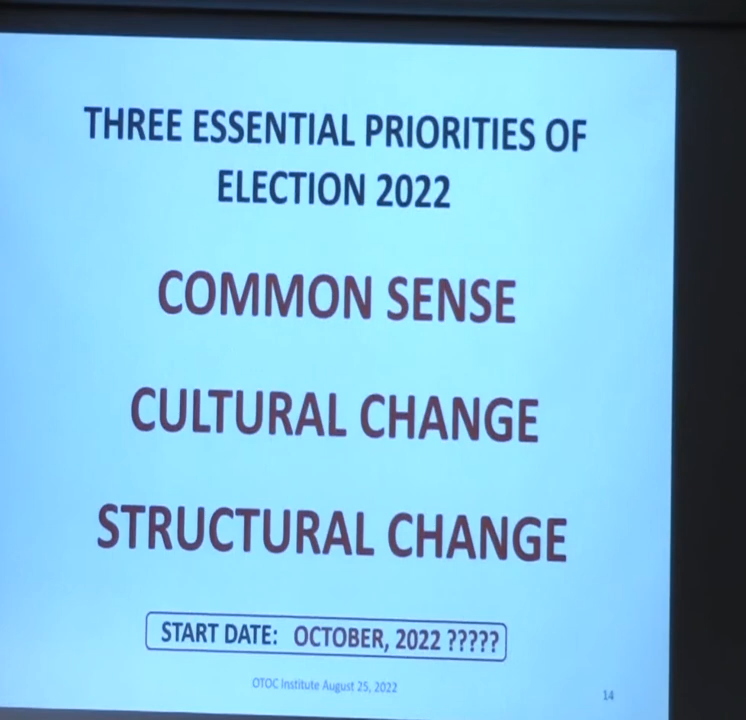 THREE ESSENTIAL PRIORITIES OF
ELECTION 2022
COMMON SENSE
CULTURAL CHANGE
STRUCTURAL CHANGE
START DATE: OCTOBER, 2022 ?????
OTOC Institute August 25, 2022
14